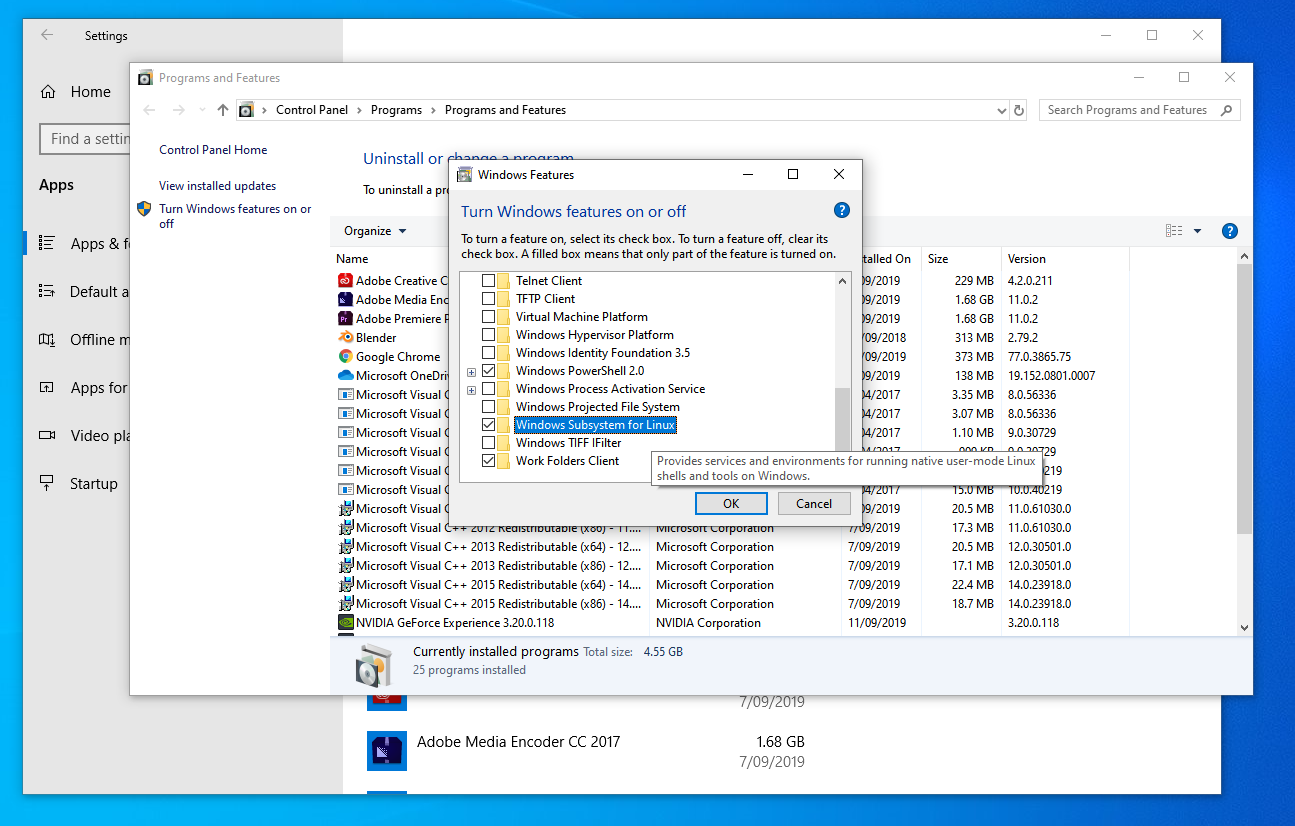 Settings
Home
Find a settin
Apps
Apps & f
Default a
Offline m
Apps for
Video pla
Startup
Programs and Features
Control Panel > Programs > Programs and Features
Search Programs and Features
Control Panel Home
View installed updates
Turn Windows features on or
off
Uninstall or change a program
To uninstall a pr
Organize
Name
alled On Size Version
Adobe Creative C /09/2019 229 MB 4.2.0.211
Adobe Media Enc /09/2019 1.68 GB 11.0.2
Adobe Premiere P /09/2019 1.68 GB 11.0.2
Blender /09/2018 313 MB 2.79.2
Google Chrome /09/2019 373 MB 77.0.3865.75
Microsoft OneDriv 09/2019 138 MB 19.152.0801.0007
Microsoft Visual C /04/2017 3.35 MB 8.0.56336
Microsoft Visual C /04/2017 3.07 MB 8.0.56336
Microsoft Visual C /04/2017 1.10 MB 9.0.30729
Microsoft Visual C
Microsoft Visual C
Microsoft Visual C /04/2017 15.0 MB 10.0.40219
Microsoft Visual C /09/2019 20.5 MB 11.0.61030.0
Microsoft Visual C++ 2012 Redistributable (x86) - 11.... Microsoft Corporation 7/09/2019 17.3 MB 11.0.61030.0
Microsoft Visual C++ 2013 Redistributable (x64) - 12.... Microsoft Corporation 7/09/2019 20.5 MB 12.0.30501.0
Microsoft Visual C++ 2013 Redistributable (x86) - 12.... Microsoft Corporation 7/09/2019 17.1 MB 12.0.30501.0
Microsoft Visual C++ 2015 Redistributable (x64) - 14.... Microsoft Corporation 7/09/2019 22.4 MB 14.0.23918.0
Microsoft Visual C++ 2015 Redistributable (x86) - 14.... Microsoft Corporation 7/09/2019 18.7 MB 14.0.23918.0
NVIDIA GeForce Experience 3.20.0.118 NVIDIA Corporation 11/09/2019 3.20.0.118
Currently installed programs Total size: 4.55 GB
25 programs installed
Windows Features
Turn Windows features on or off
To turn a feature on, select its check box. To turn a feature off, clear its
check box. A filled box means that only part of the feature is turned on.
Telnet Client
TFTP Client
Virtual Machine Platform
Windows Hypervisor Platform
Windows Identity Foundation 3.5
Windows PowerShell 2.0
Windows Process Activation Service
Windows Projected File System
Windows Subsystem for Linux
Windows TIFF IFilter
Work Folders Client
Provides services and environments for running native user-mode Linux
shells and tools on Windows.
OK
Cancel
7/09/2019
Adobe Media Encoder CC 2017 1.68 GB
7/09/2019